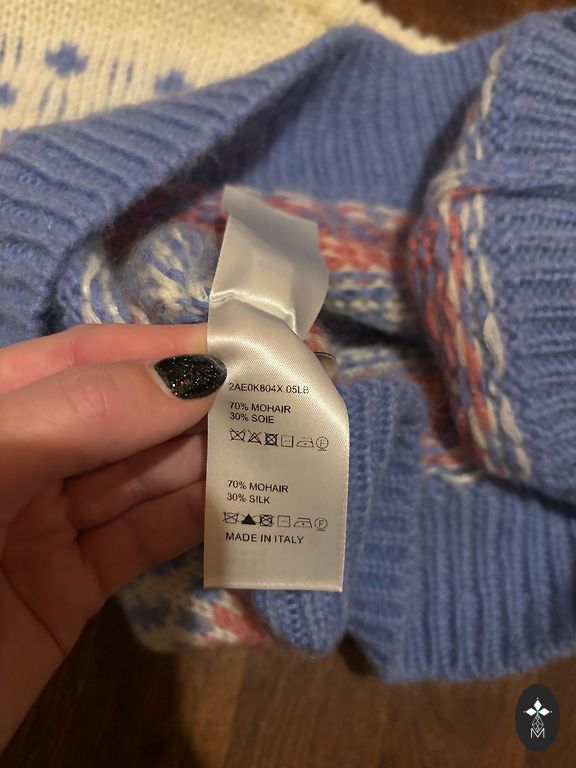 2AE0K804X.05LB
70% MOHAIR
30% SOIE
F
70% MOHAIR
30% SILK
F
MADE IN ITALY
M